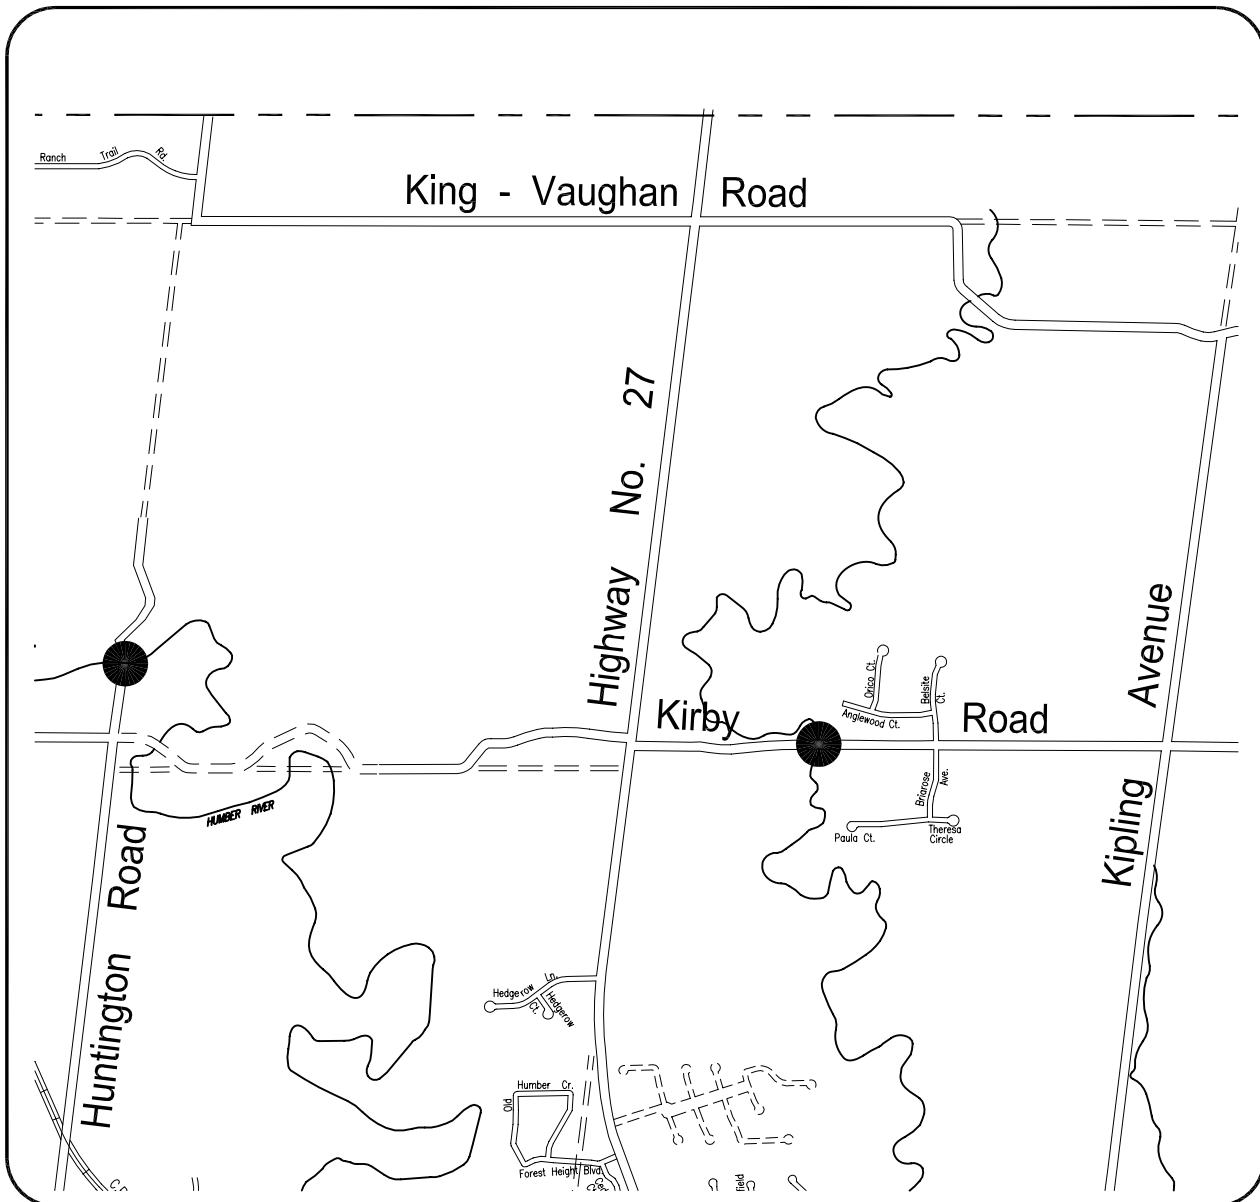 Ranch Trail Rd.
King - Vaughan Road
Highway No. 27
Kipling Avenue
Orico Ct.
Belsite Ct.
Anglewood Ct.
Kirby Road
Briarose Ave.
Paula Ct.
Theresa Circle
HUMBER RIVER
Huntington Road
Hedgerow Ln.
Hedgerow Ct.
Old Humber Cr.
Forest Height Blvd.